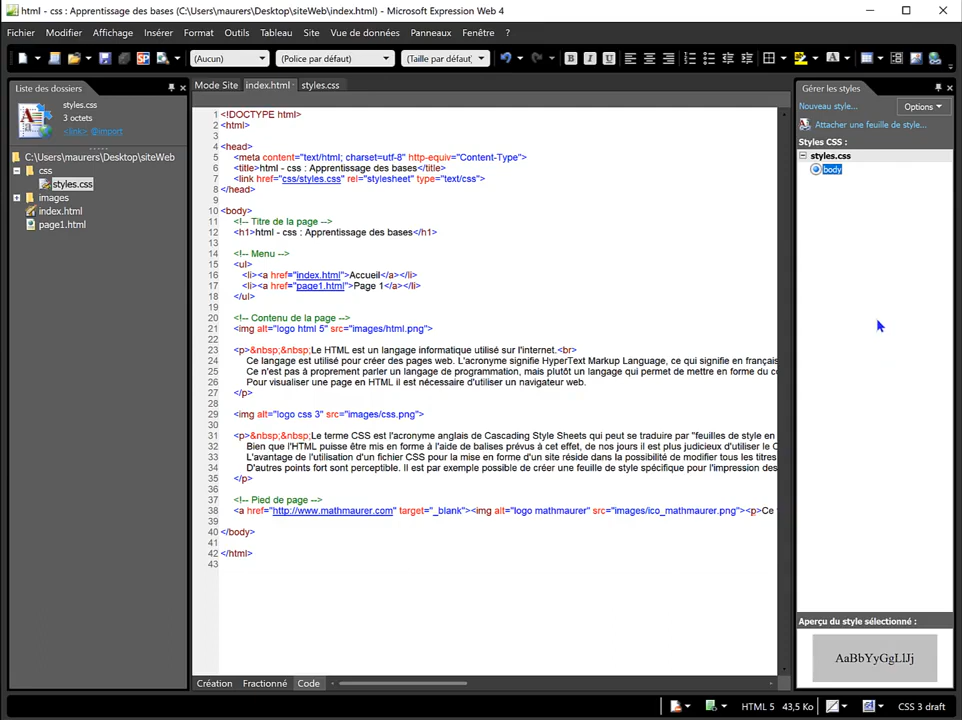 html - css : Apprentissage des bases (C:\Users\maurers\Desktop\siteWeb\index.html) - Microsoft Expression Web 4
Fichier Modifier Affichage Insérer Format Outils Tableau Site Vue de données Panneaux Fenêtre ?
(Aucun) (Police par défaut) (Taille par défaut)
Liste des dossiers
styles.css
3 octets
<link> @import
C:\Users\maurers\Desktop\siteWeb
css
styles.css
images
index.html
page1.html
Mode Site index.html styles.css
1 <!DOCTYPE html>
2 <html>
3
4 <head>
5 <meta content="text/html; charset=utf-8" http-equiv="Content-Type">
6 <title>html - css : Apprentissage des bases</title>
7 <link href="css/styles.css" rel="stylesheet" type="text/css">
8 </head>
9
10 <body>
11 <!-- Titre de la page -->
12 <h1>html - css : Apprentissage des bases</h1>
13
14 <!-- Menu -->
15 <ul>
16 <li><a href="index.html">Accueil</a></li>
17 <li><a href="page1.html">Page 1</a></li>
18 </ul>
19
20 <!-- Contenu de la page -->
21 <img alt="logo html 5" src="images/html.png">
22
23 <p>&nbsp;&nbsp;Le HTML est un langage informatique utilisé sur l'internet.<br>
24 Ce langage est utilisé pour créer des pages web. L'acronyme signifie HyperText Markup Language, ce qui signifie en français
25 Ce n'est pas à proprement parler un langage de programmation, mais plutôt un langage qui permet de mettre en forme du c
26 Pour visualiser une page en HTML il est nécessaire d'utiliser un navigateur web.
27 </p>
28
29 <img alt="logo css 3" src="images/css.png">
30
31 <p>&nbsp;&nbsp;Le terme CSS est l'acronyme anglais de Cascading Style Sheets qui peut se traduire par "feuilles de style en
32 Bien que l'HTML puisse être mis en forme à l'aide de balises prévus à cet effet, de nos jours il est plus judicieux d'utiliser le C
33 L'avantage de l'utilisation d'un fichier CSS pour la mise en forme d'un site réside dans la possibilité de modifier tous les titres
34 D'autres points fort sont perceptible. Il est par exemple possible de créer une feuille de style spécifique pour l'impression des
35 </p>
36
37 <!-- Pied de page -->
38 <a href="http://www.mathmaurer.com" target="_blank"><img alt="logo mathmaurer" src="images/ico_mathmaurer.png"><p>Ce
39
40 </body>
41
42 </html>
43
Création Fractionné Code
Gérer les styles
Nouveau style... Options
Attacher une feuille de style...
Styles CSS :
styles.css
body
Aperçu du style sélectionné :
AaBbYyGgLlJj
HTML 5 43,5 Ko CSS 3 draft